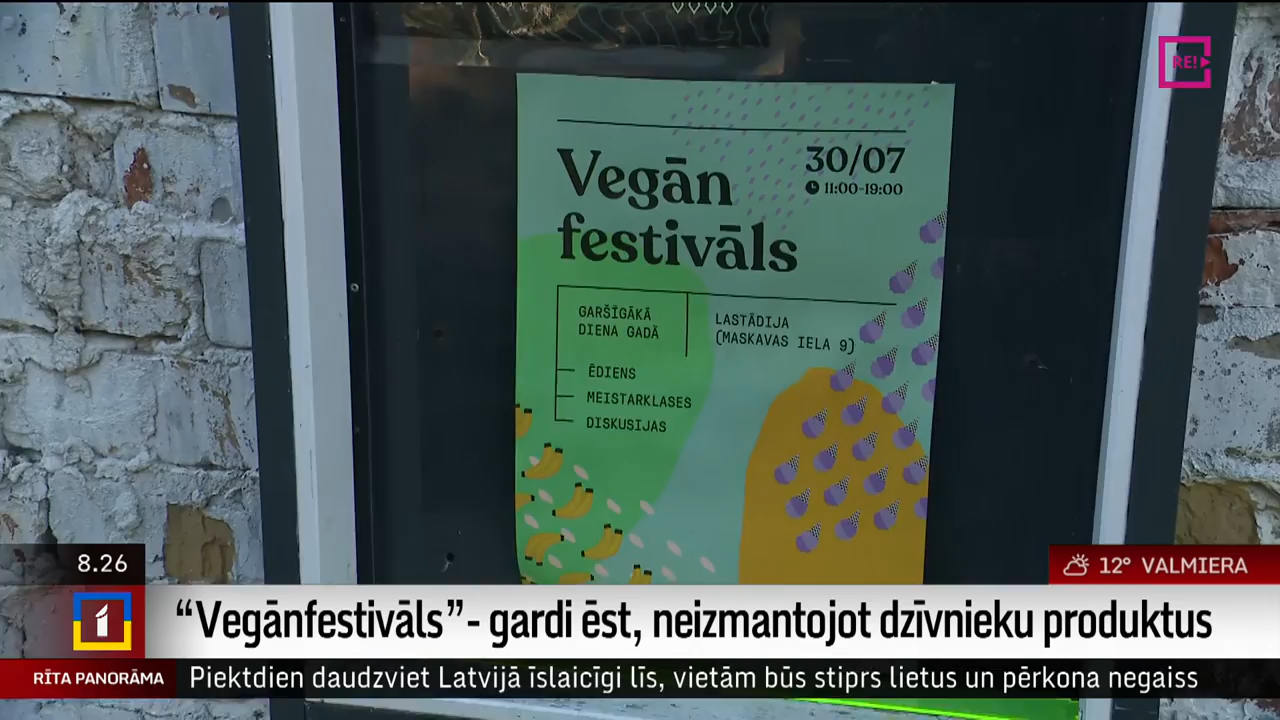 RE!
Vegān
festivāls
30/07
11:00-19:00
GARŠĪGĀKĀ
DIENA GADĀ
LASTĀDIJA
(MASKAVAS IELA 9)
ĒDIENS
MEISTARKLASES
DISKUSIJAS
8.26
12° VALMIERA
1
“Vegānfestivāls”- gardi ēst, neizmantojot dzīvnieku produktus
RĪTA PANORĀMA
Piektdien daudzviet Latvijā īslaicīgi līs, vietām būs stiprs lietus un pērkona negaiss